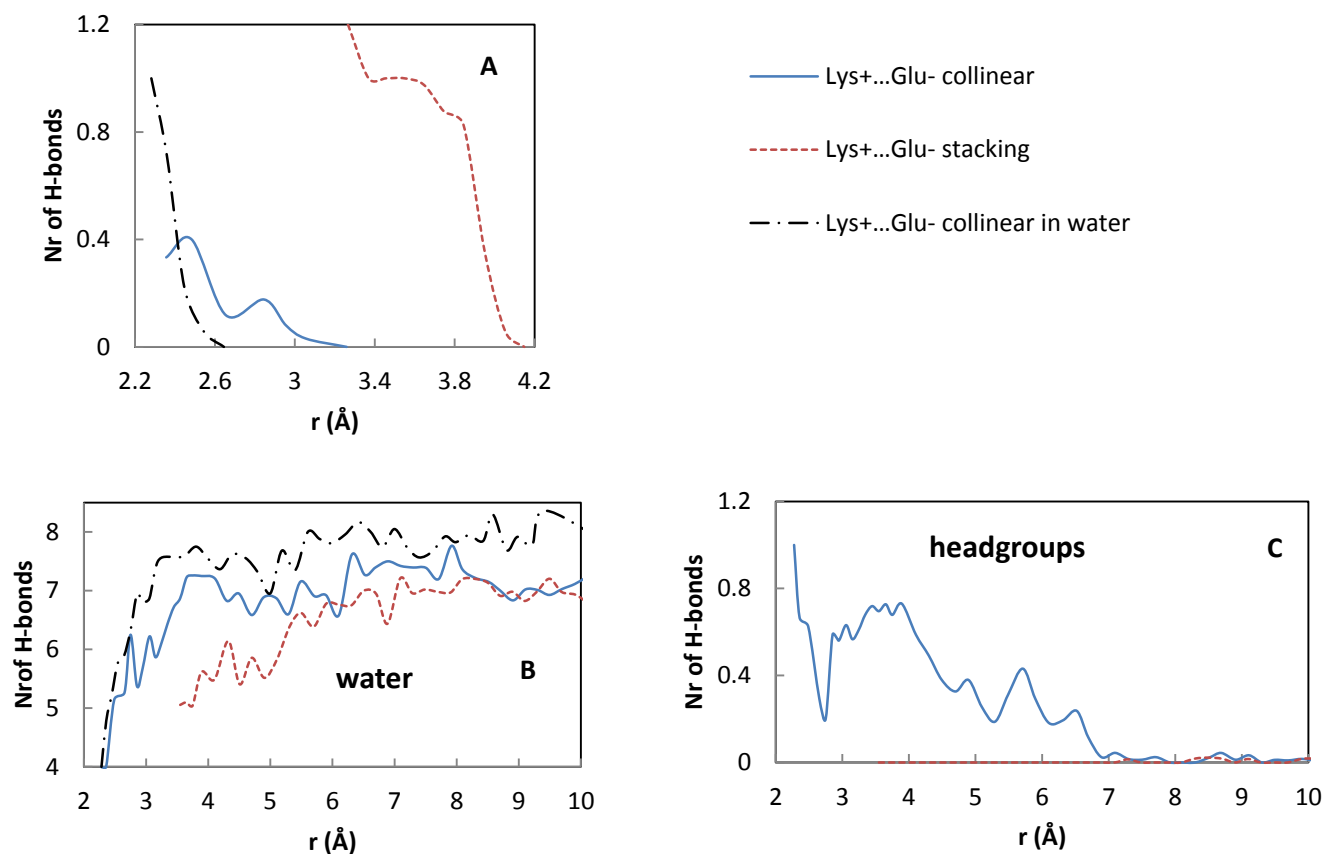 1.2
0.8
0.4
0
Nr of H-bonds
A
2.2 2.6 3 3.4 3.8 4.2
r (Å)
Lys+...Glu- collinear
Lys+...Glu- stacking
Lys+...Glu- collinear in water
8
7
6
5
4
Nrof H-bonds
water
B
2 3 4 5 6 7 8 9 10
r (Å)
1.2
0.8
0.4
0
Nr of H-bonds
headgroups
C
2 3 4 5 6 7 8 9 10
r (Å)